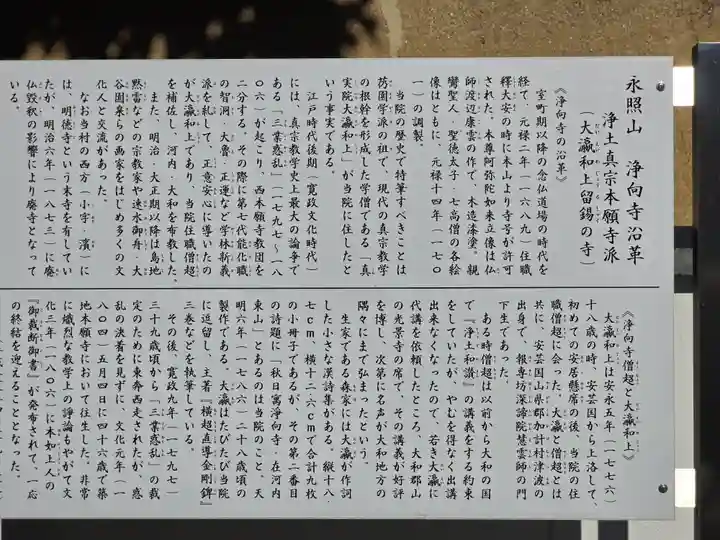 永照山　浄向寺沿革
浄土真宗本願寺派
（大瀛和上留錫の寺）
《浄向寺の沿革》
室町期以降の念仏道場の時代を
経て、元禄二年（一六八九）住職
釋大安の時に本山より寺号が許可
された。本尊阿弥陀如来立像は仏
師渡辺康雲の作で、木造漆塗。親
鸞聖人・聖徳太子・七高僧の各絵
像はともに、元禄十四年（一七〇
一）の調製。
当院の歴史で特筆すべきことは
芿園学派の祖で、現代の真宗教学
の根幹を形成した学僧である「真
実院大瀛和上」が当院に住したと
いう事実である。
江戸時代後期（寛政文化時代）
には、真宗教学史上最大の論争で
ある「三業惑乱」（一七九七〜一八
〇六）が起こり、西本願寺教団を
二分する。その際に第七代能化職
の智洞・大魯・正運など学林新義
派を糺して、正意安心に導いたの
が大瀛和上であり、当院住職僧超
を補佐し、河内・大和を布教した。
また、明治・大正期以降は島地
黙雷などの宗教家や速水御舟・大
谷園泉らの画家をはじめ多くの文
化人と交流があった。
なお当村の西方（小字・濱）に
は、明徳寺という末寺を有してい
たが、明治六年（一八七三）に廃
仏毀釈の影響により廃寺となって
いる。
《浄向寺僧超と大瀛和上》
大瀛和上は安永五年（一七七六）
十八歳の時、安芸国から上洛して、
初めての安居懸席の後、当院の住
職僧超に会った。大瀛と僧超とは
共に、安芸国山県郡加計村津波の
出身で、報専坊深諦院慧雲師の門
下生であった。
ある時僧超は以前から大和の国
で『浄土和讃』の講義をする約束
をしていたが、やむを得なく出講
出来なくなったので、若き大瀛に
代講を依頼したところ、大和郡山
の光景寺の席で、その講義が好評
を博し、次第に名声が大和地方の
隅々にまで弘まったという。
生家である森家には大瀛が作詞
した小さな漢詩集がある。縦十八・
七cm、横十二・六cmで合計九枚
の小冊子であるが、その第二番目
の詩題に「秋日寓浄向寺・在河内
東山」とあるのは当院のこと。天
明六年（一七八六）二十八歳頃の
製作である。大瀛はたびたび当院
に逗留し、主著『横超直導金剛錍』
三巻などを執筆している。
その後、寛政九年（一七九七）
三十九歳頃から「三業惑乱」の裁
定のために東奔西走されたが、惑
乱の決着を見ずに、文化元年（一
八〇四）五月四日に四十六歳で築
地本願寺において往生した。非常
に熾烈な教学上の諍論もやがて文
化三年（一八〇六）に本如上人の
『御裁断御書』が発布されて、一応
の終結を迎えることとなった。